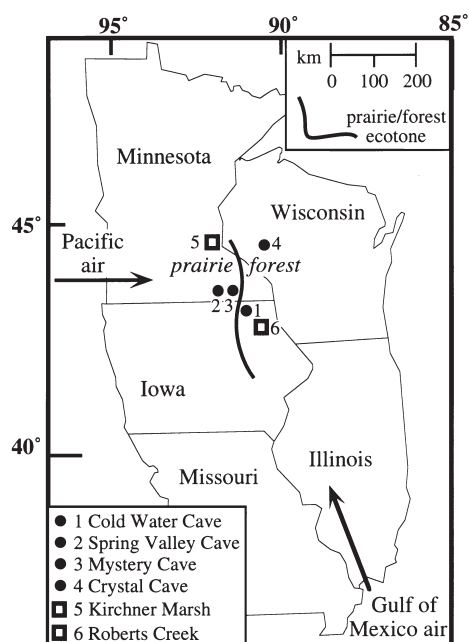 95° 90° 85°
km
0 100 200
prairie/forest
ecotone
Minnesota
Wisconsin
45°
Pacific
air
5
4
prairie forest
2 3
1
6
Iowa
40°
Illinois
Missouri
1 Cold Water Cave
2 Spring Valley Cave
3 Mystery Cave
4 Crystal Cave
5 Kirchner Marsh
6 Roberts Creek
Gulf of
Mexico air